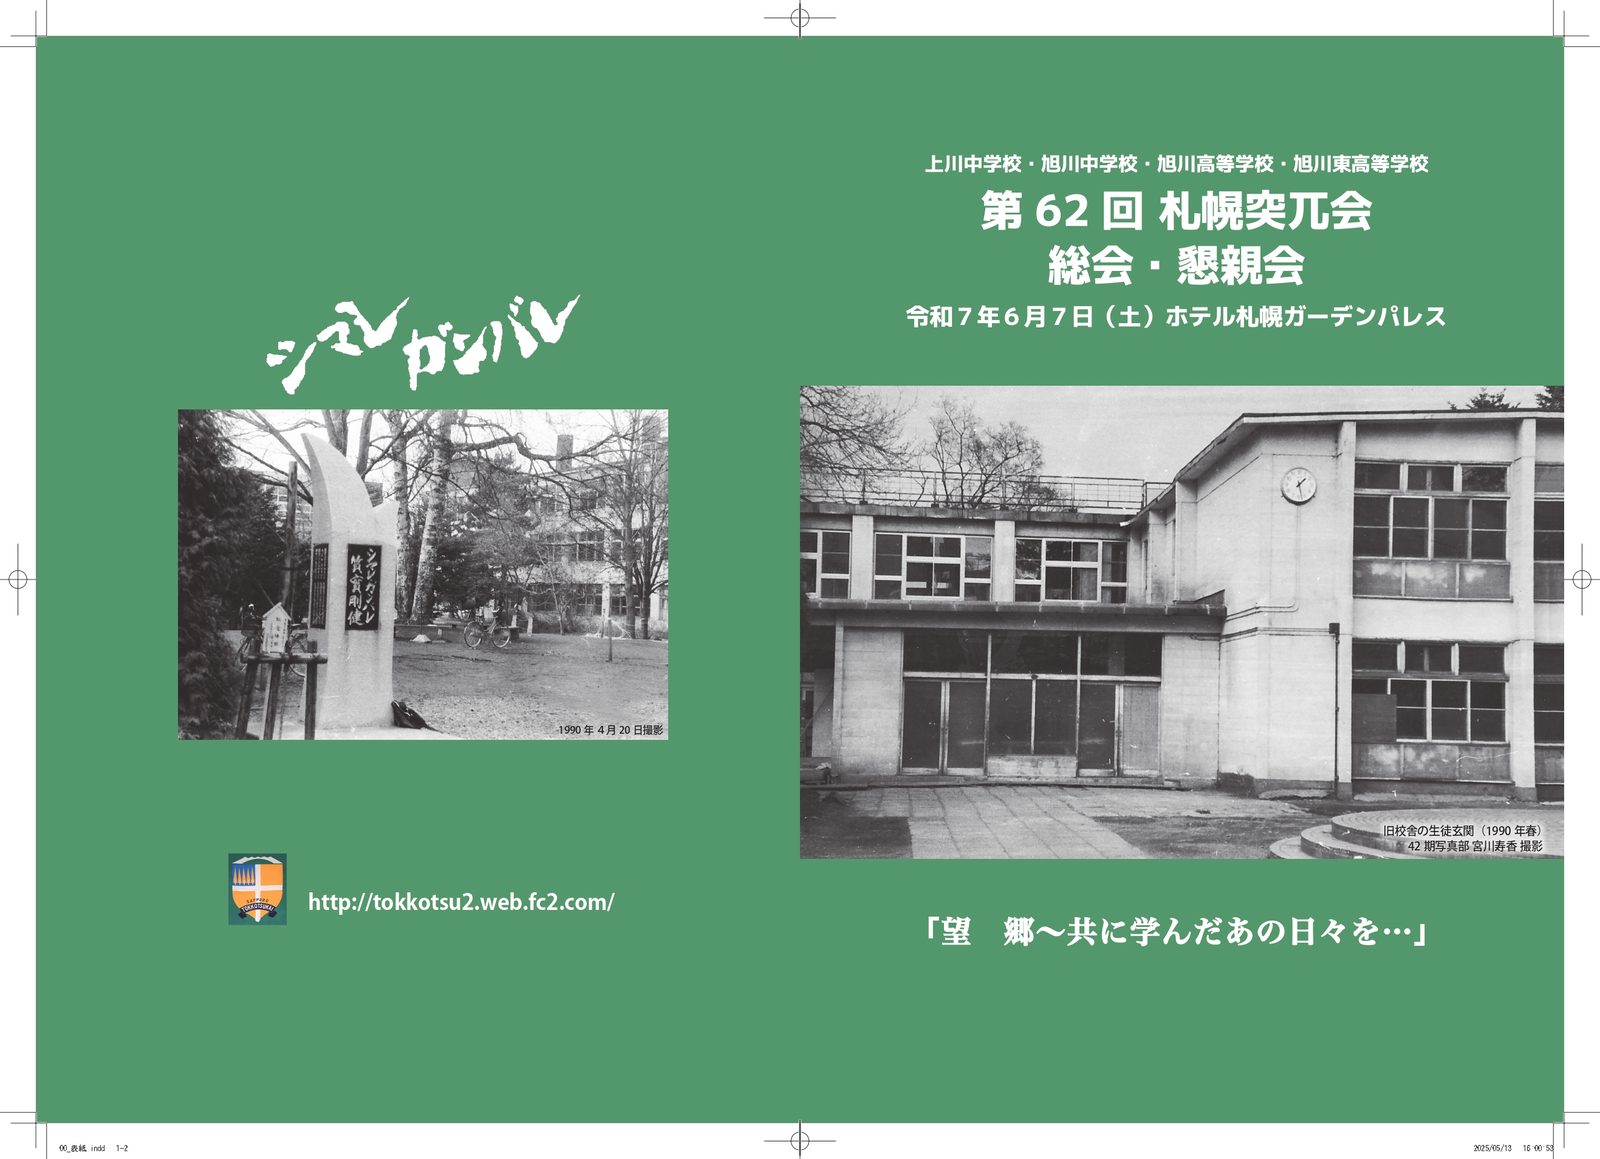 上川中学校・旭川中学校・旭川高等学校・旭川東高等学校
第 62 回 札幌突兀会
総会・懇親会
令和７年６月７日（土）ホテル札幌ガーデンパレス
旧校舎の生徒玄関（1990 年春）
42 期写真部 宮川寿香 撮影
「望　郷～共に学んだあの日々を…」
シマレ ガンバレ
シマレガンバレ
質実剛健
1990 年 ４月 20 日撮影
SAPPORO
TOKKOTSUKAI
http://tokkotsu2.web.fc2.com/
00_表紙.indd 1-2
2025/05/13 16:00:53